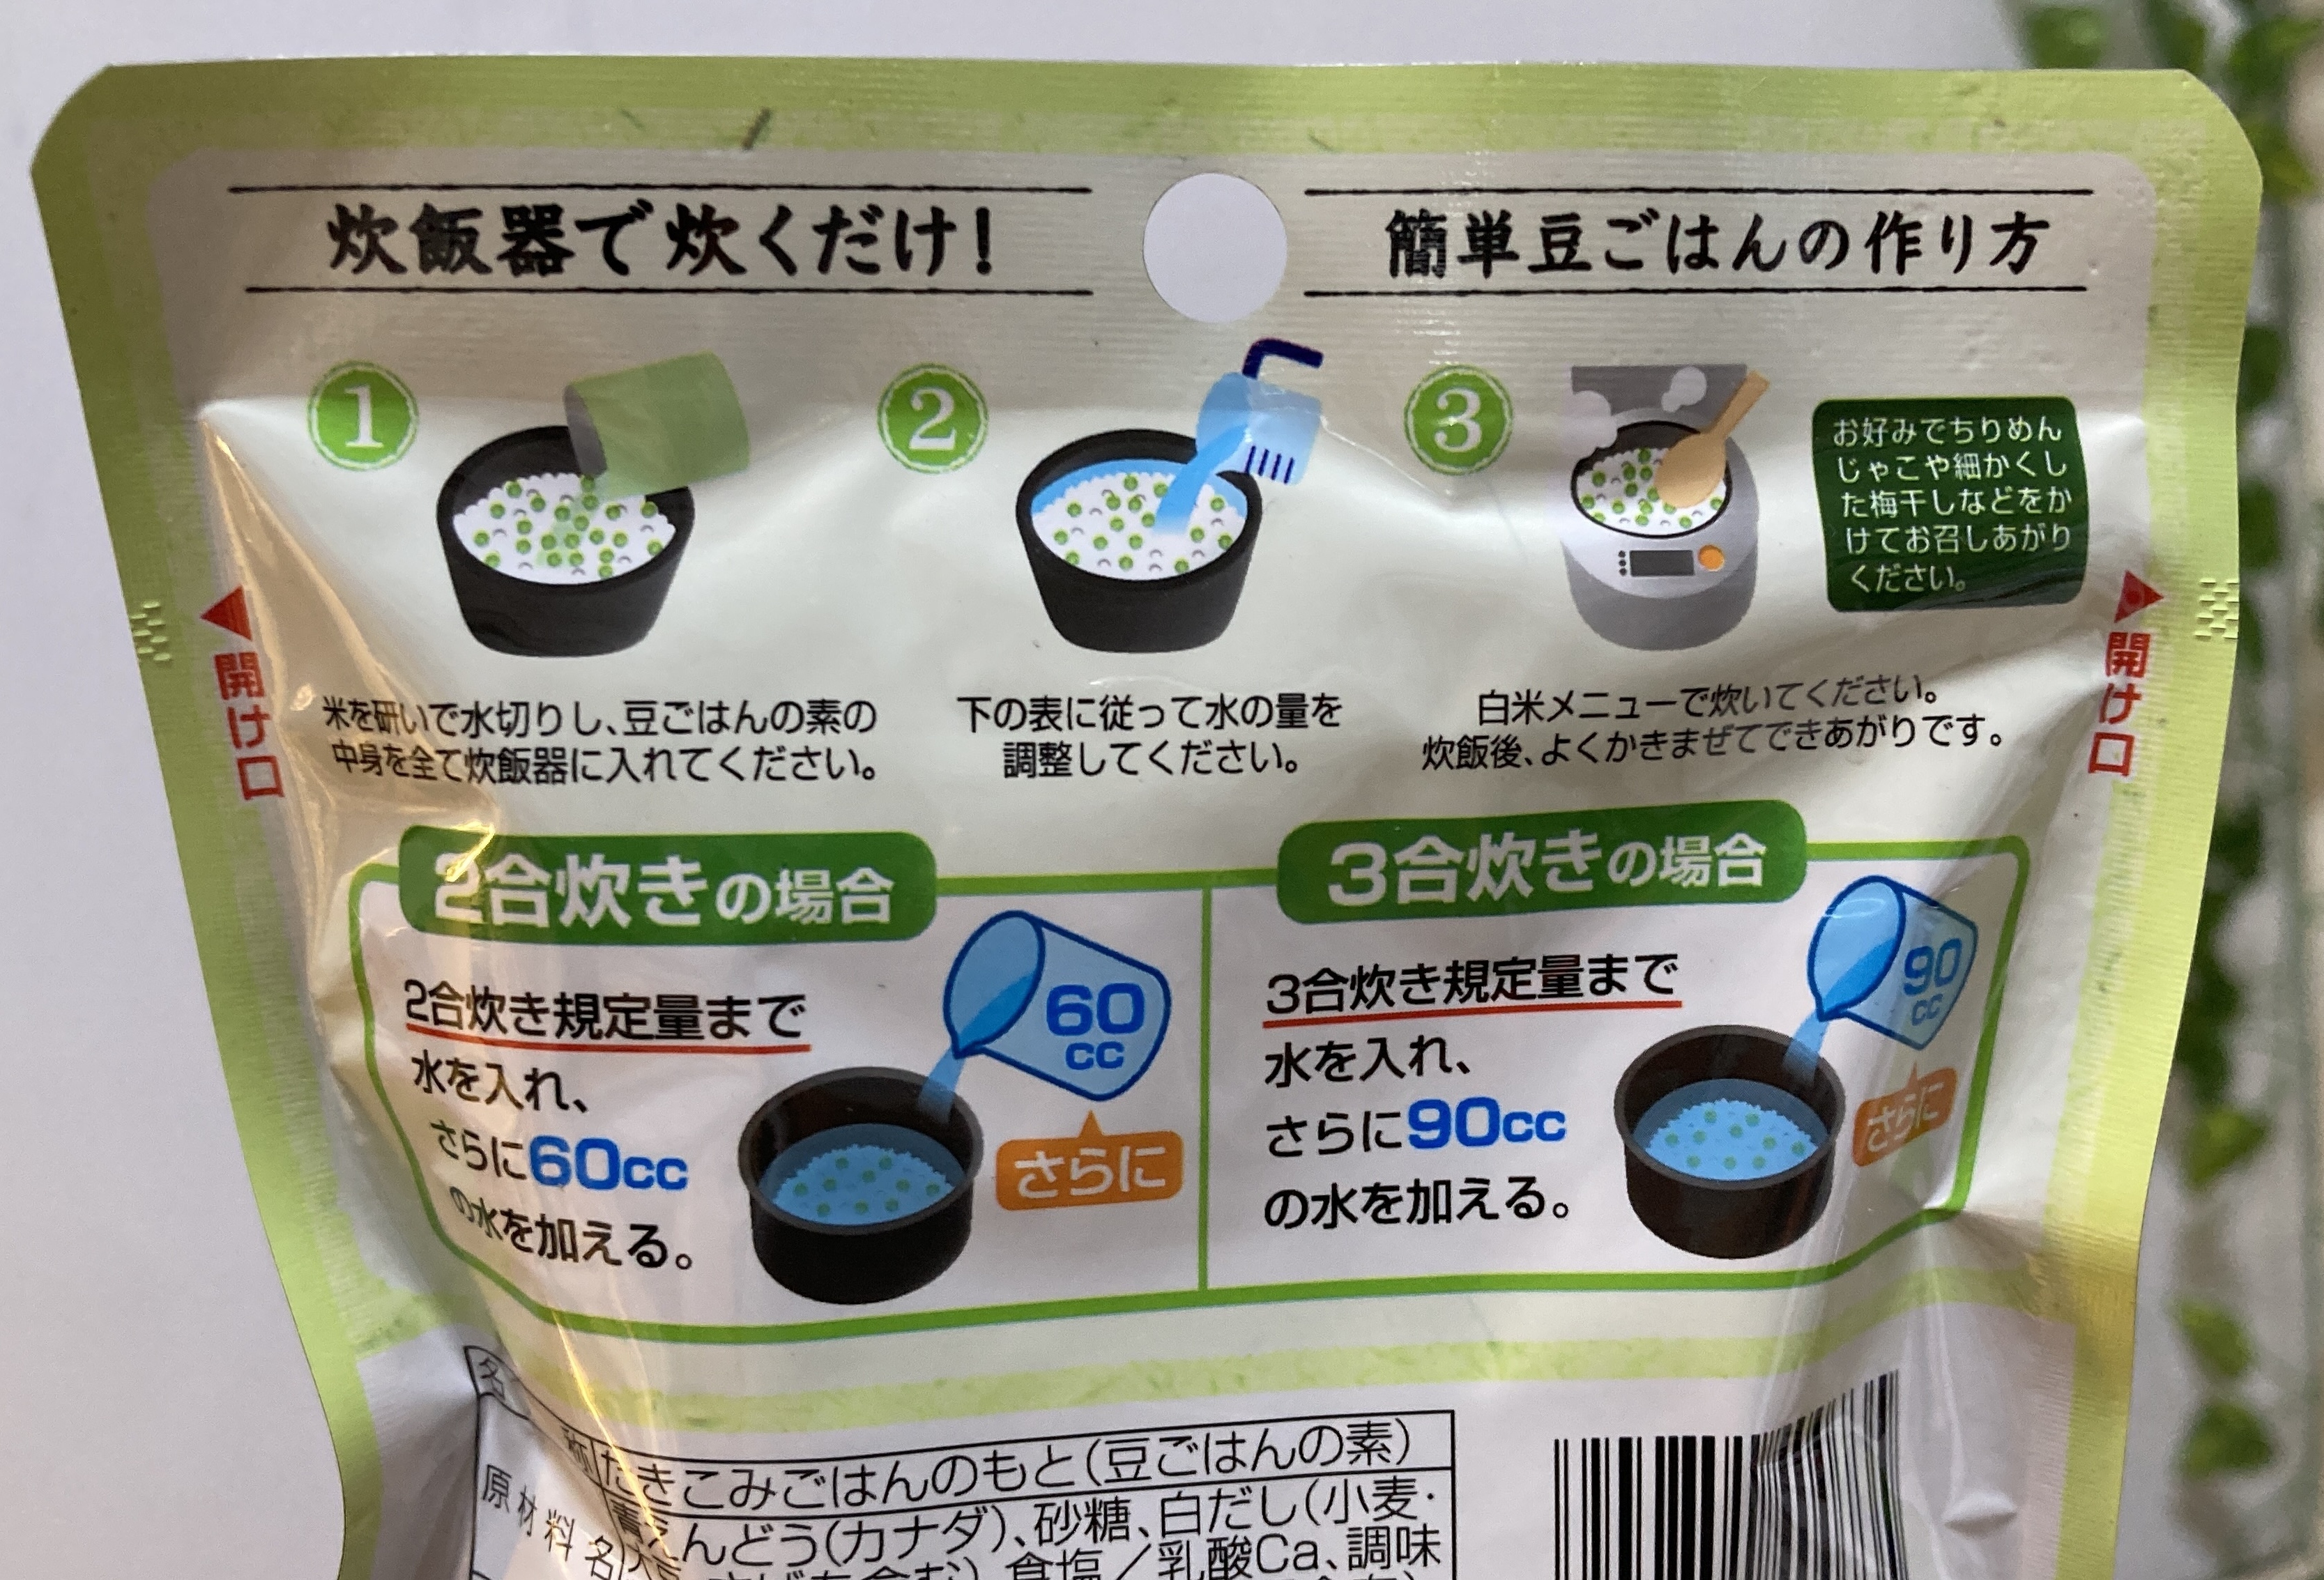 炊飯器で炊くだけ!
簡単豆ごはんの作り方
1
米を研いで水切りし、豆ごはんの素の
中身を全て炊飯器に入れてください。
2
下の表に従って水の量を
調整してください。
3
白米メニューで炊いてください。
炊飯後、よくかきまぜてできあがりです。
お好みでちりめん
じゃこや細かくし
た梅干しなどをか
けてお召しあがり
ください。
開け口
開け口
2合炊きの場合
2合炊き規定量まで
水を入れ、
さらに60cc
の水を加える。
60
cc
さらに
3合炊きの場合
3合炊き規定量まで
水を入れ、
さらに90cc
の水を加える。
90
cc
さらに
名称 たきこみごはんのもと(豆ごはんの素)
原材料名 青えんどう(カナダ)、砂糖、白だし(小麦・
食塩/乳酸Ca、調味